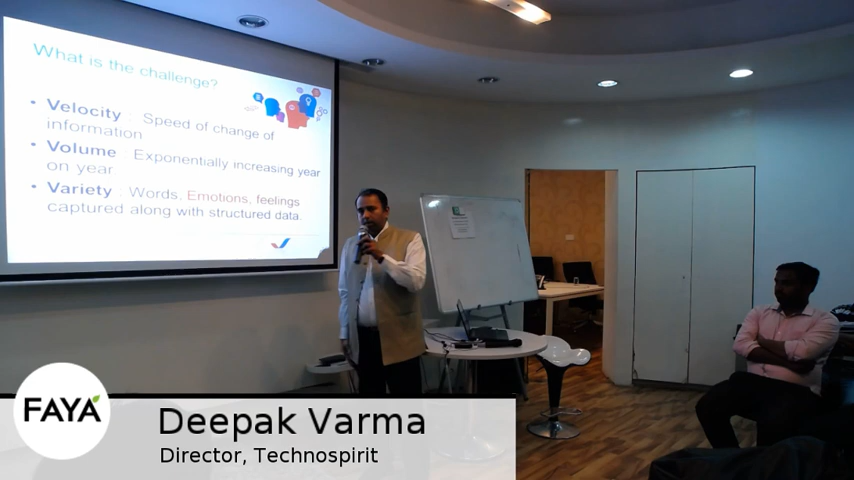 What is the challenge?
• Velocity : Speed of change of
information
• Volume : Exponentially increasing year
on year
• Variety : Words, Emotions, feelings
captured along with structured data.
FAYA
Deepak Varma
Director, Technospirit